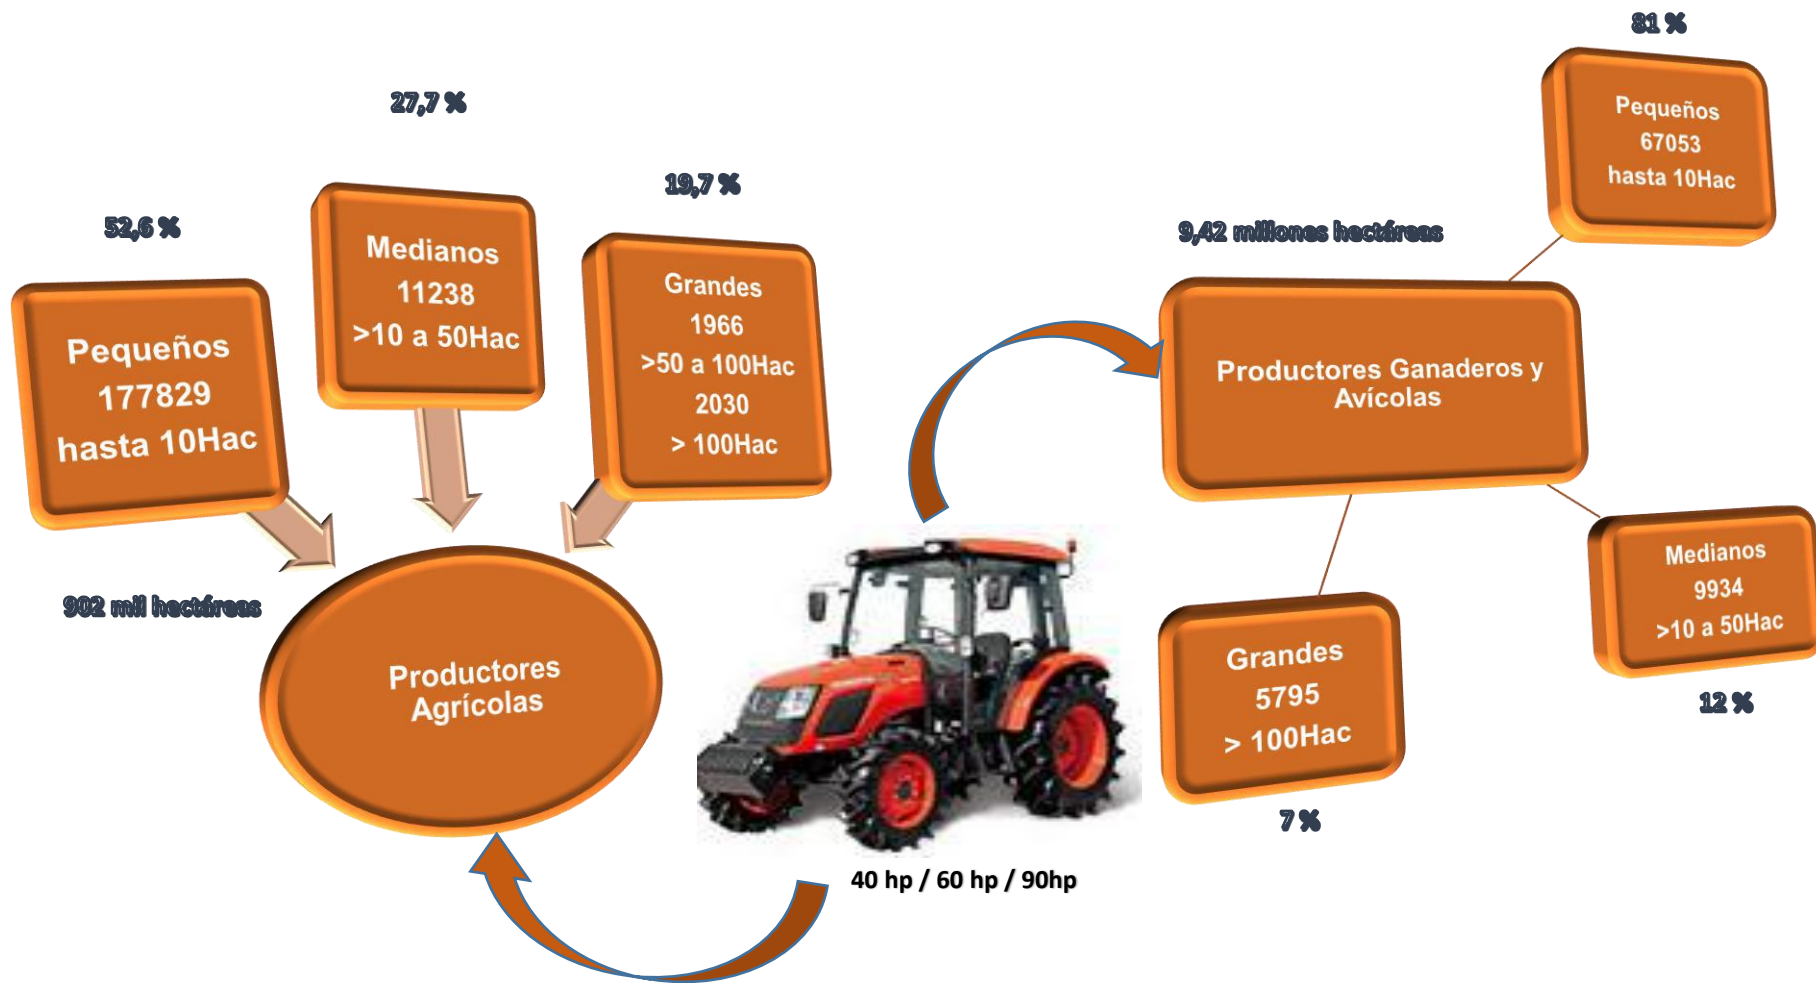 52,6 %
Pequeños
177829
hasta 10Hac
27,7 %
Medianos
11238
>10 a 50Hac
19,7 %
Grandes
1966
>50 a 100Hac
2030
> 100Hac
902 mil hectáreas
Productores
Agrícolas
40 hp / 60 hp / 90hp
9,42 millones hectáreas
Productores Ganaderos y
Avícolas
81 %
Pequeños
67053
hasta 10Hac
Medianos
9934
>10 a 50Hac
12 %
Grandes
5795
> 100Hac
7 %